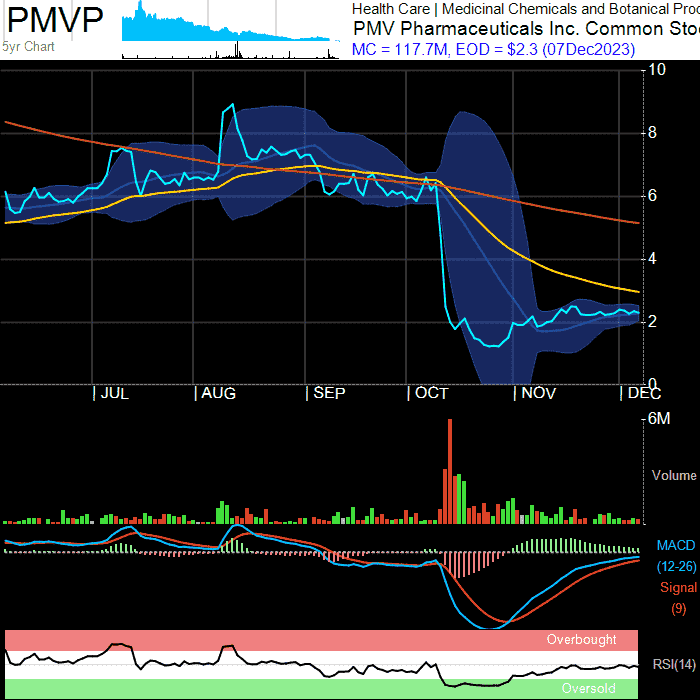 PMVP
5yr Chart
Health Care | Medicinal Chemicals and Botanical Pro
PMV Pharmaceuticals Inc. Common Sto
MC = 117.7M, EOD = $2.3 (07Dec2023)
10
8
6
4
2
0
JUL AUG SEP OCT NOV DEC
6M
Volume
MACD
(12-26)
Signal
(9)
Overbought
RSI(14)
Oversold